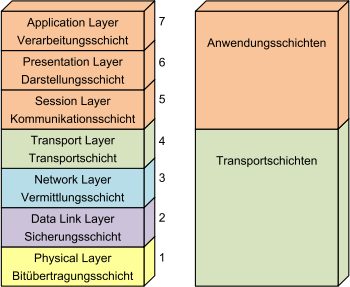 Application Layer
Verarbeitungsschicht
7
Presentation Layer
Darstellungsschicht
6
Session Layer
Kommunikationsschicht
5
Transport Layer
Transportschicht
4
Network Layer
Vermittlungsschicht
3
Data Link Layer
Sicherungsschicht
2
Physical Layer
Bitübertragungsschicht
1
Anwendungsschichten
Transportschichten